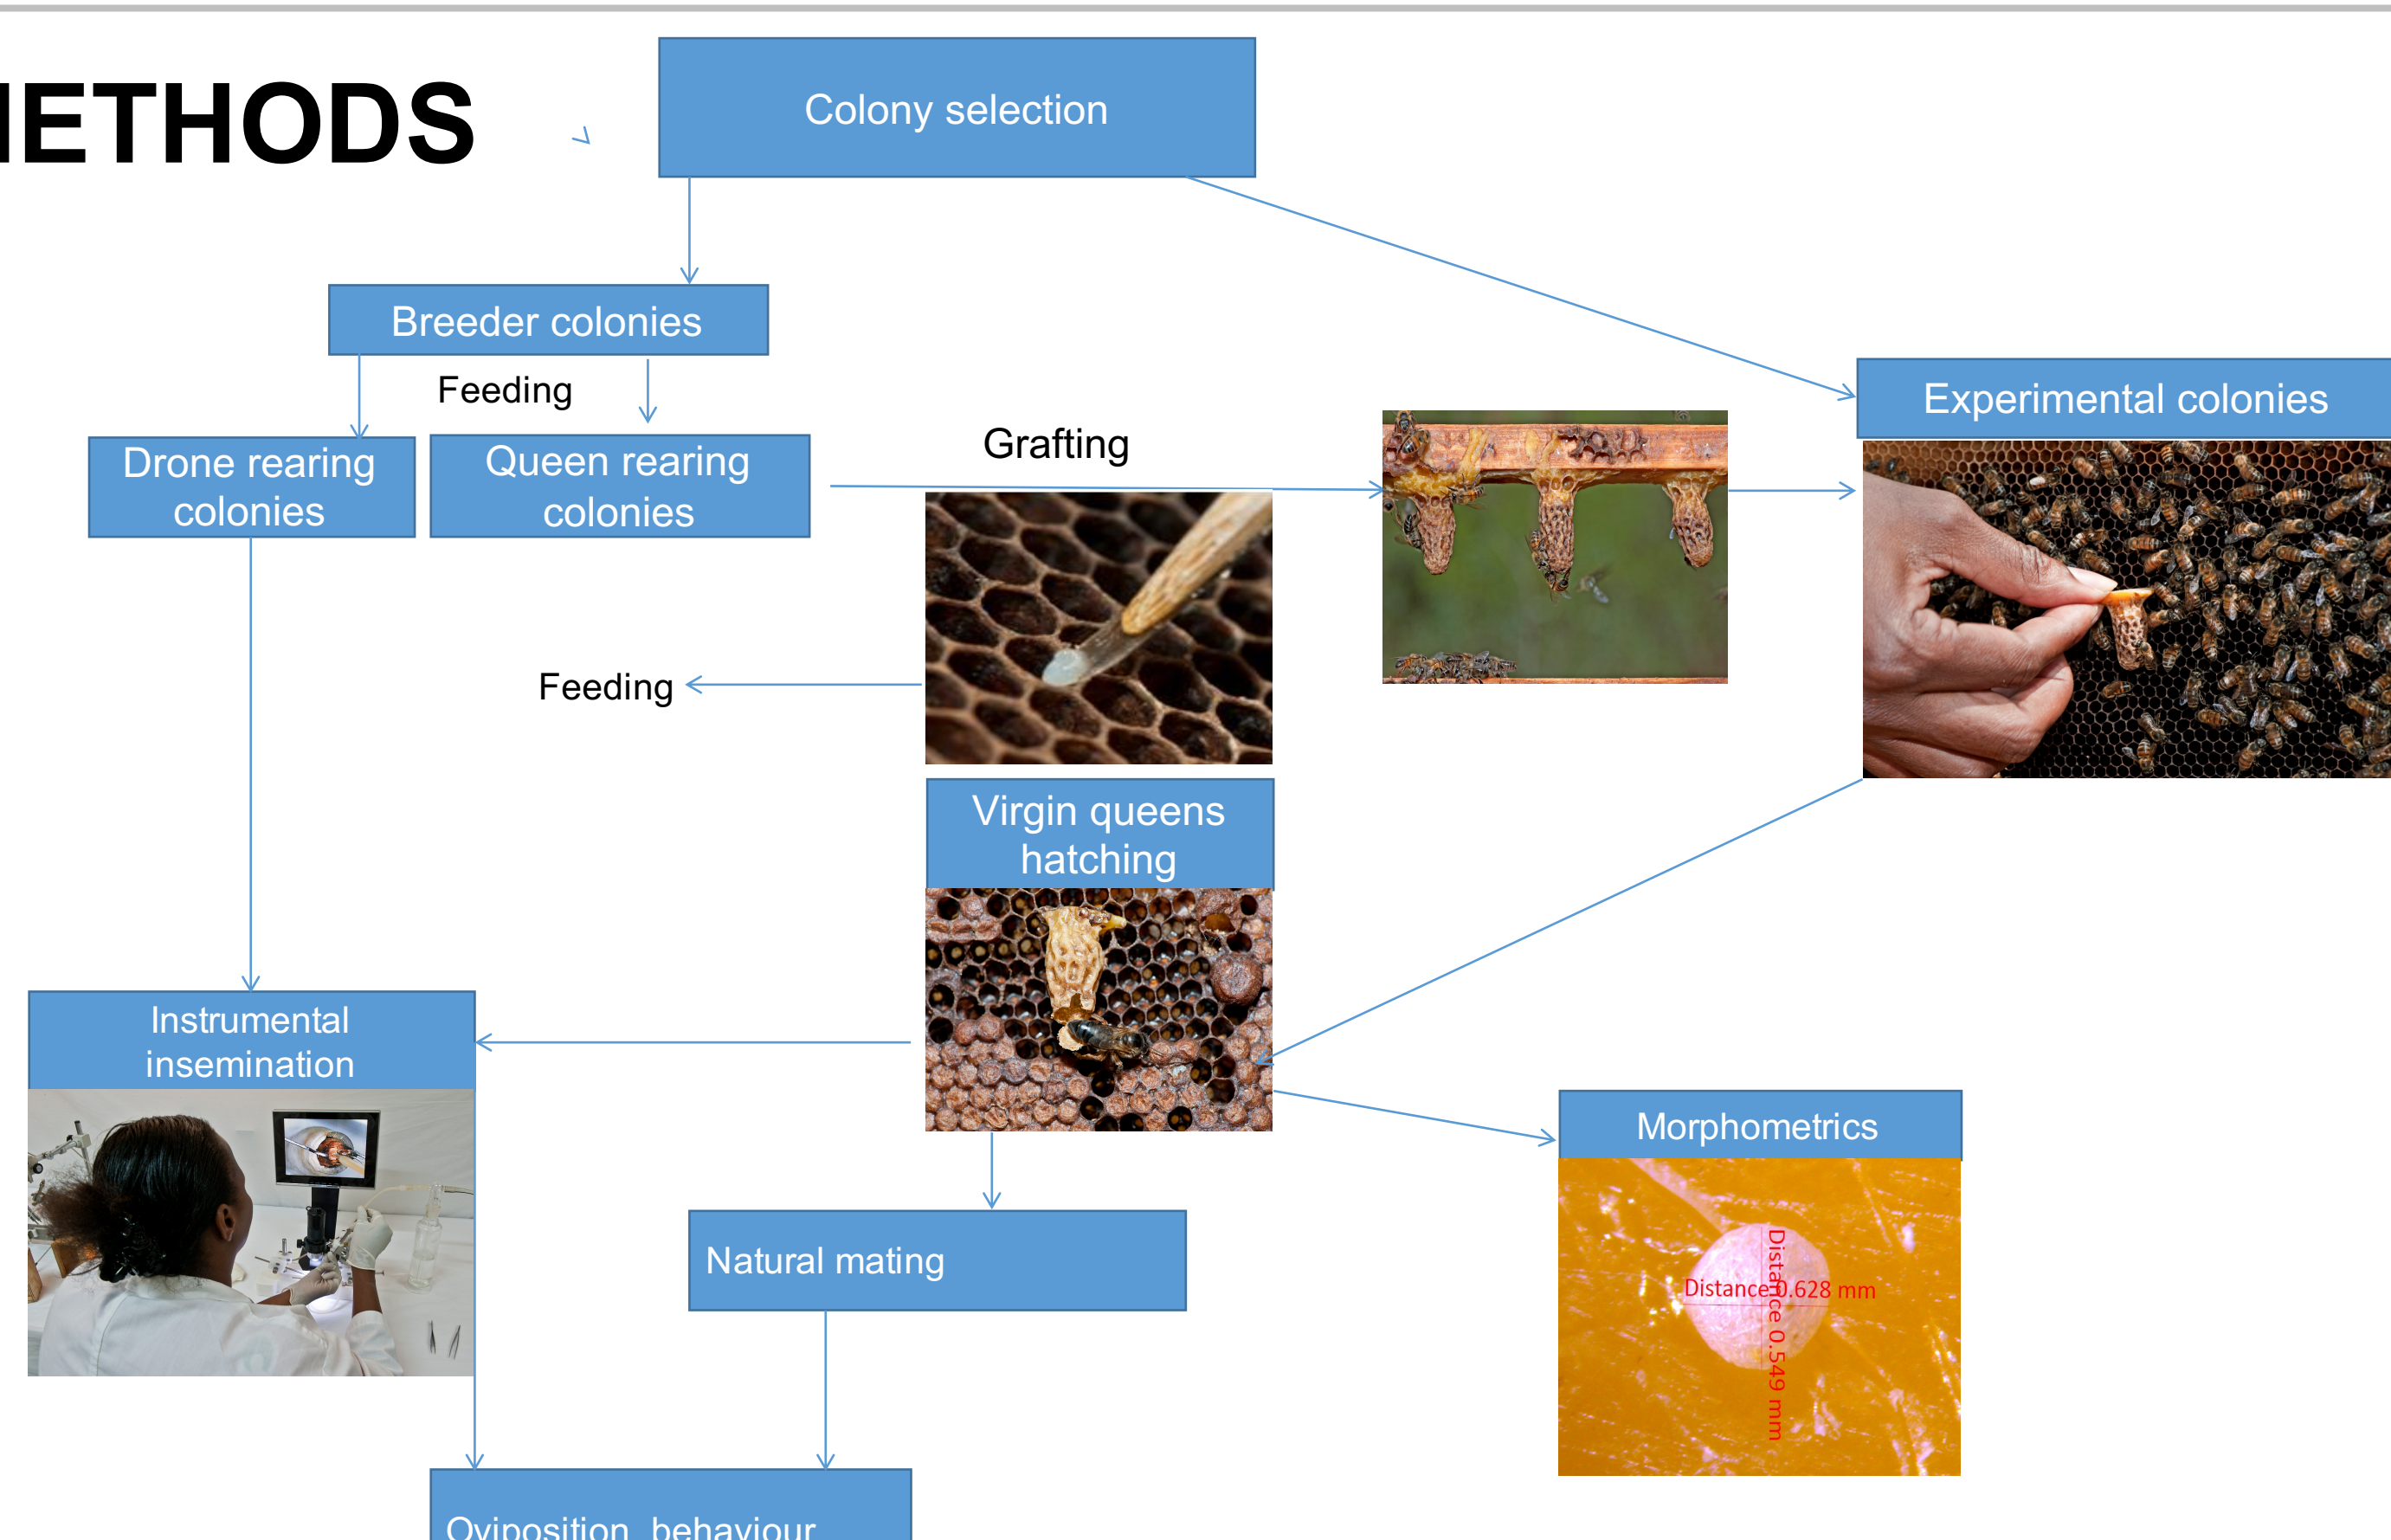 METHODS
Colony selection
Breeder colonies
Feeding
Drone rearing
colonies
Queen rearing
colonies
Grafting
Experimental colonies
Feeding
Virgin queens
hatching
Instrumental
insemination
Natural mating
Morphometrics
Distance 0.628 mm
Distance 0.549 mm
Oviposition behaviour